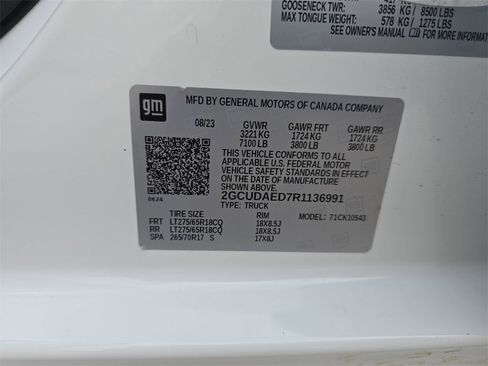 GOOSENECK TWR: 3856 KG / 8500 LBS
MAX TONGUE WEIGHT: 578 KG / 1275 LBS
SEE OWNER'S MANUAL FOR MORE INFORMATION
gm
MFD BY GENERAL MOTORS OF CANADA COMPANY
08/23 GVWR GAWR FRT GAWR RR
3221 KG 1724 KG 1724 KG
7100 LB 3800 LB 3800 LB
THIS VEHICLE CONFORMS TO ALL
APPLICABLE U.S. FEDERAL MOTOR
VEHICLE SAFETY STANDARDS IN EFFECT ON
THE DATE OF MANUFACTURE SHOWN ABOVE.
8624
2GCUDAED7R1136991
TYPE: TRUCK
TIRE SIZE RIM MODEL: 71CK10543
FRT LT275/65R18CQ 18X8.5J
RR LT275/65R18CQ 18X8.5J
SPA 265/70R17 S 17X8J